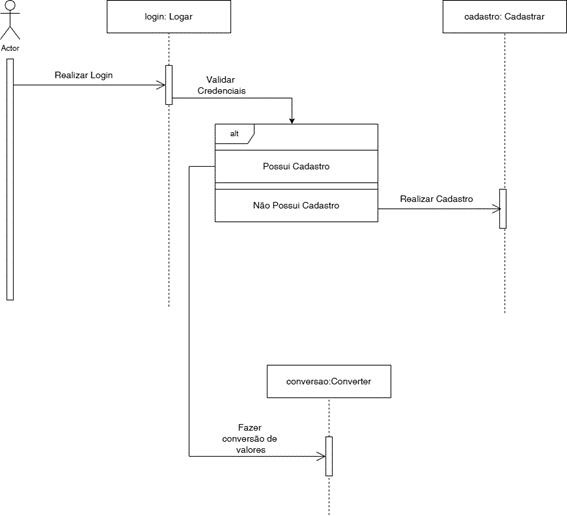 login: Logar
cadastro: Cadastrar
Actor
Realizar Login
Validar
Credenciais
alt
Possui Cadastro
Não Possui Cadastro
Realizar Cadastro
conversao:Converter
Fazer
conversão de
valores